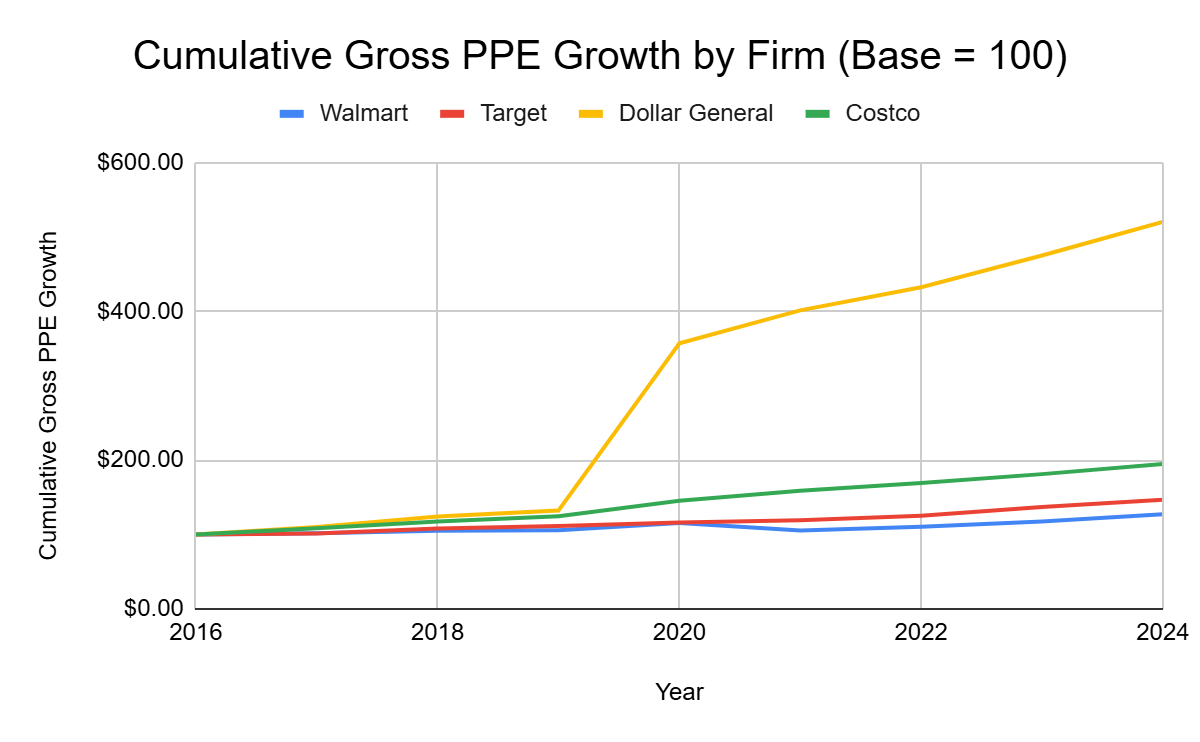 Cumulative Gross PPE Growth by Firm (Base = 100)
Walmart Target Dollar General Costco
$600.00
$400.00
$200.00
$0.00
Cumulative Gross PPE Growth
2016 2018 2020 2022 2024
Year